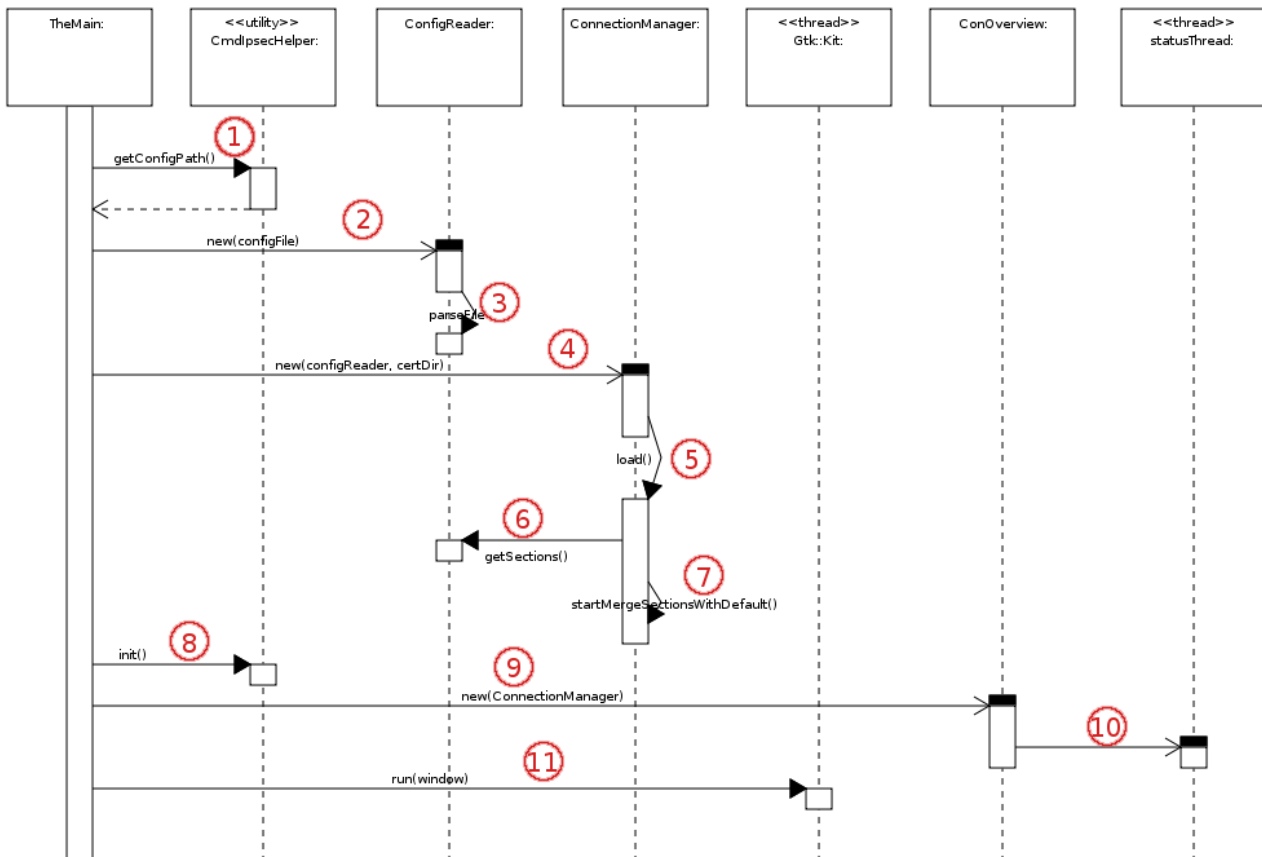 TheMain:
<<utility>>
CmdIpsecHelper:
ConfigReader:
ConnectionManager:
<<thread>>
Gtk::Kit:
ConOverview:
<<thread>>
statusThread:
1
getConfigPath()
2
new(configFile)
3
parseFile
4
new(configReader, certDir)
5
load()
6
getSections()
7
startMergeSectionsWithDefault()
8
init()
9
new(ConnectionManager)
10
11
run(window)